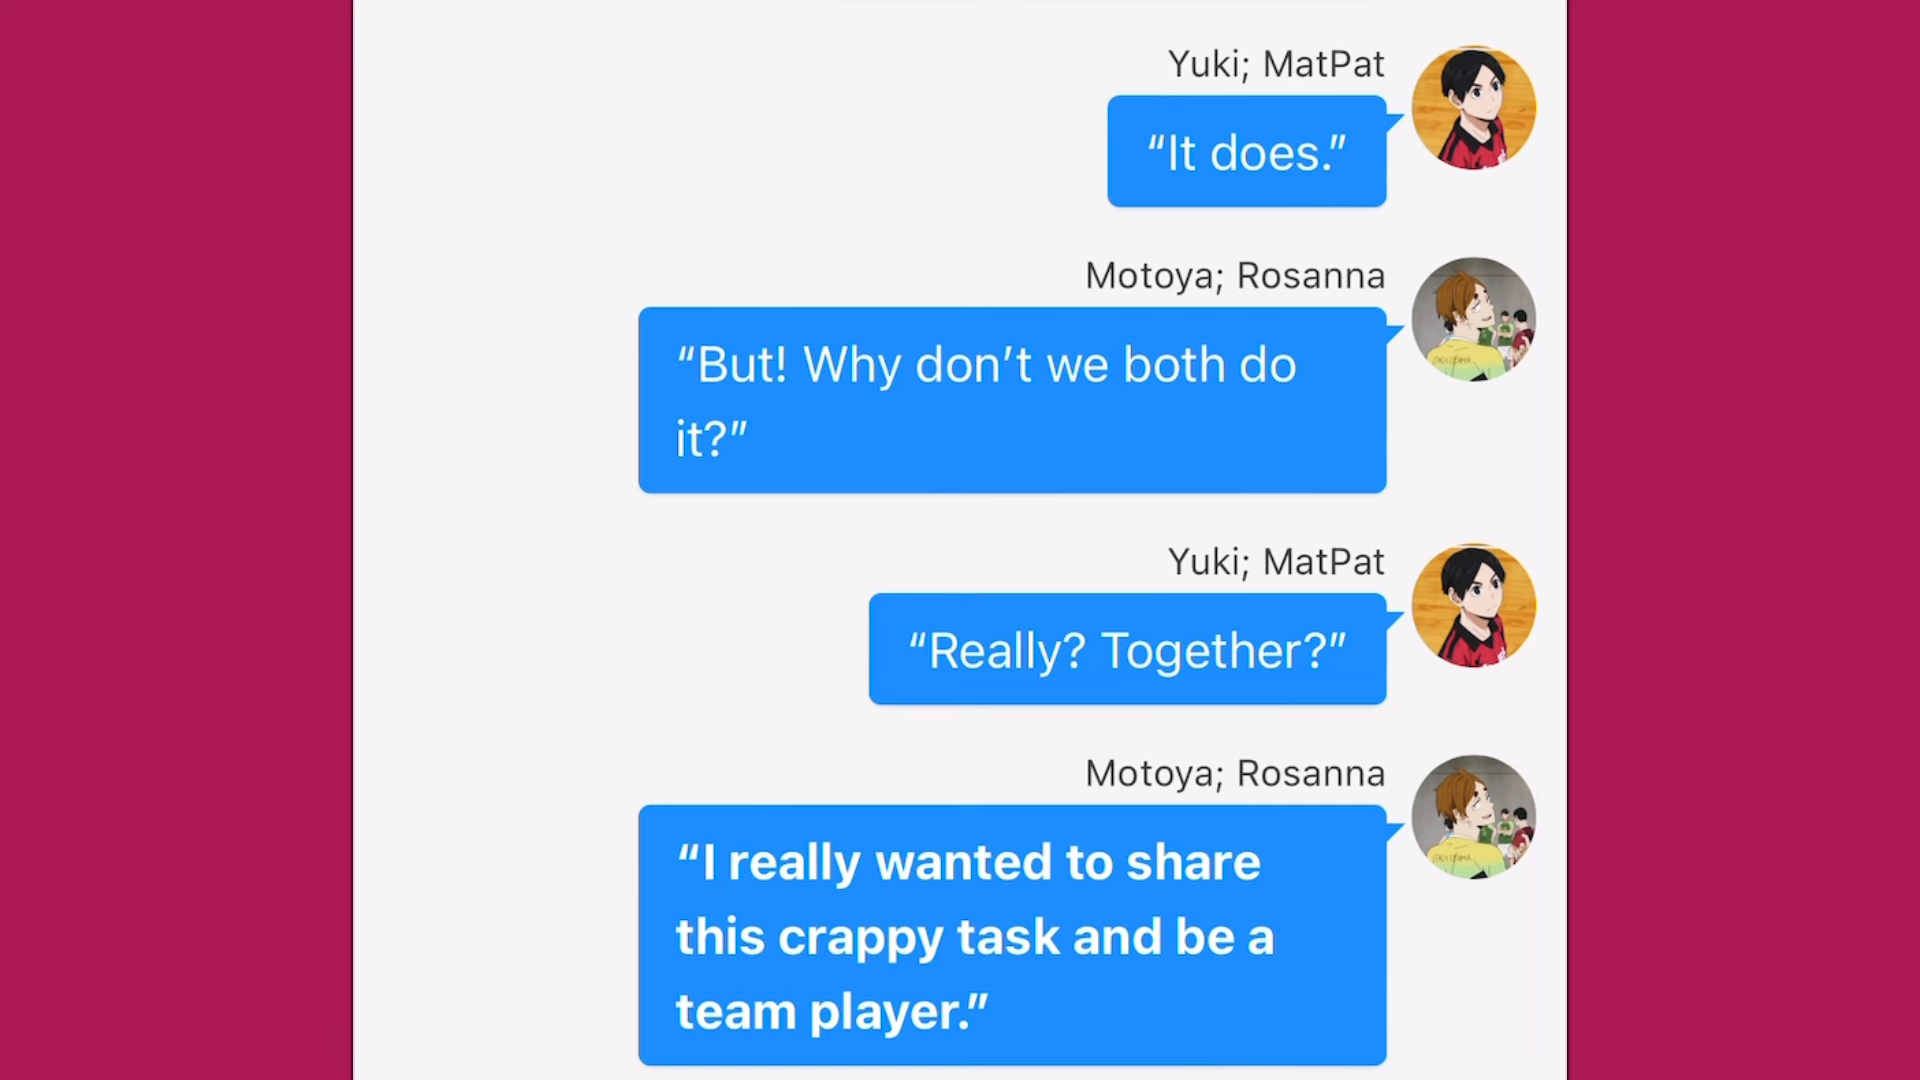 Yuki; MatPat
“It does.”
Motoya; Rosanna
“But! Why don’t we both do
it?”
Yuki; MatPat
“Really? Together?”
Motoya; Rosanna
“I really wanted to share
this crappy task and be a
team player.”